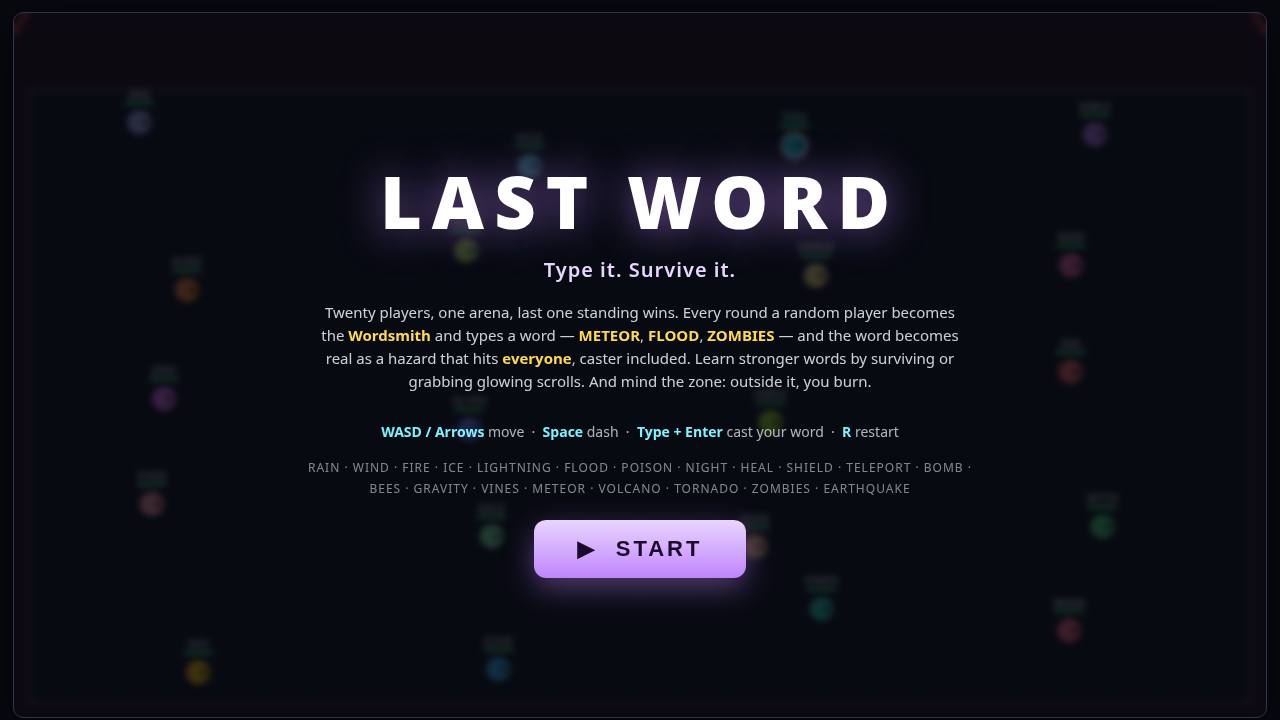 LAST WORD
Type it. Survive it.
Twenty players, one arena, last one standing wins. Every round a random player becomes
the Wordsmith and types a word — METEOR, FLOOD, ZOMBIES — and the word becomes
real as a hazard that hits everyone, caster included. Learn stronger words by surviving or
grabbing glowing scrolls. And mind the zone: outside it, you burn.
WASD / Arrows move · Space dash · Type + Enter cast your word · R restart
RAIN · WIND · FIRE · ICE · LIGHTNING · FLOOD · POISON · NIGHT · HEAL · SHIELD · TELEPORT · BOMB ·
BEES · GRAVITY · VINES · METEOR · VOLCANO · TORNADO · ZOMBIES · EARTHQUAKE
▶ START